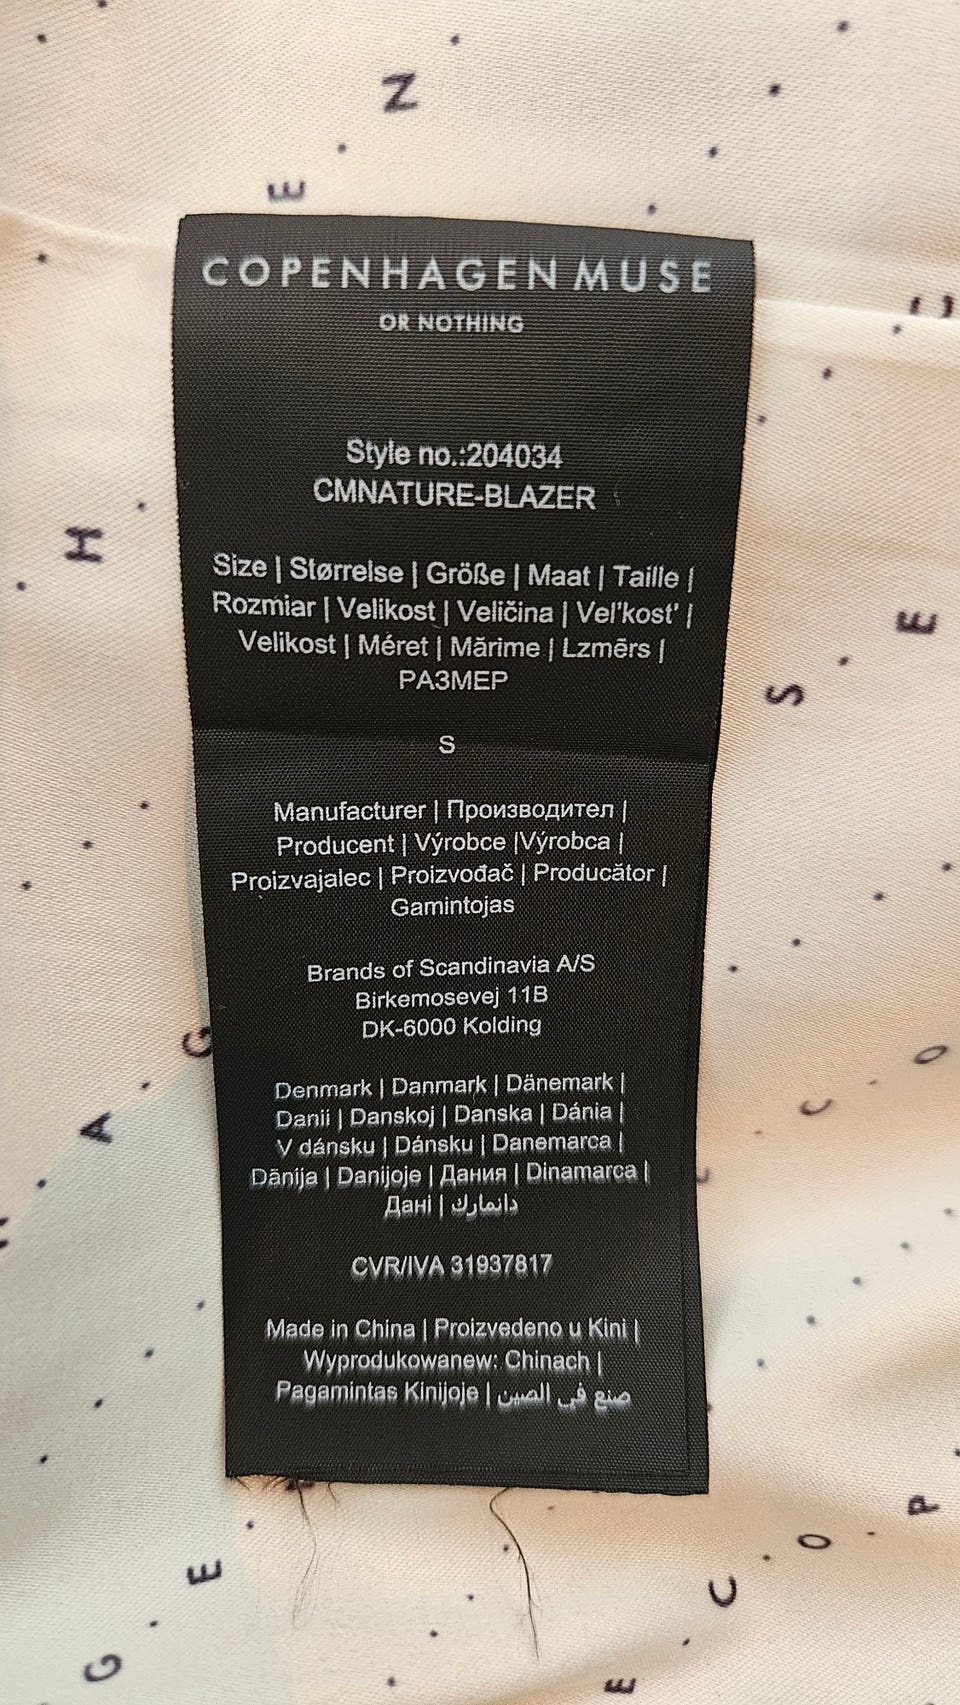 COPENHAGEN MUSE
OR NOTHING
Style no.:204034
CMNATURE-BLAZER
Size | Størrelse | Größe | Maat | Taille |
Rozmiar | Velikost | Veličina | Vel'kost' |
Velikost | Méret | Mărime | Lzmērs |
РАЗМЕР
S
Manufacturer | Производител |
Producent | Výrobce |Výrobca |
Proizvajalec | Proizvođač | Producător |
Gamintojas
Brands of Scandinavia A/S
Birkemosevej 11B
DK-6000 Kolding
Denmark | Danmark | Dänemark |
Danii | Danskoj | Danska | Dánia |
V dánsku | Dánsku | Danemarca |
Dānija | Danijoje | Дания | Dinamarca |
Дані | دانمارك
CVR/IVA 31937817
Made in China | Proizvedeno u Kini |
Wyprodukowanew: Chinach |
Pagamintas Kinijoje | صنع في الصين